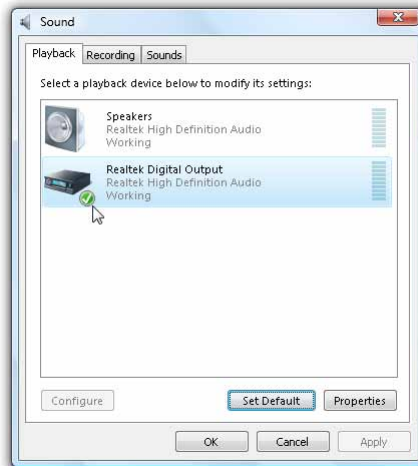 Sound
Playback Recording Sounds
Select a playback device below to modify its settings:
Speakers
Realtek High Definition Audio
Working
Realtek Digital Output
Realtek High Definition Audio
Working
Configure Set Default Properties
OK Cancel Apply